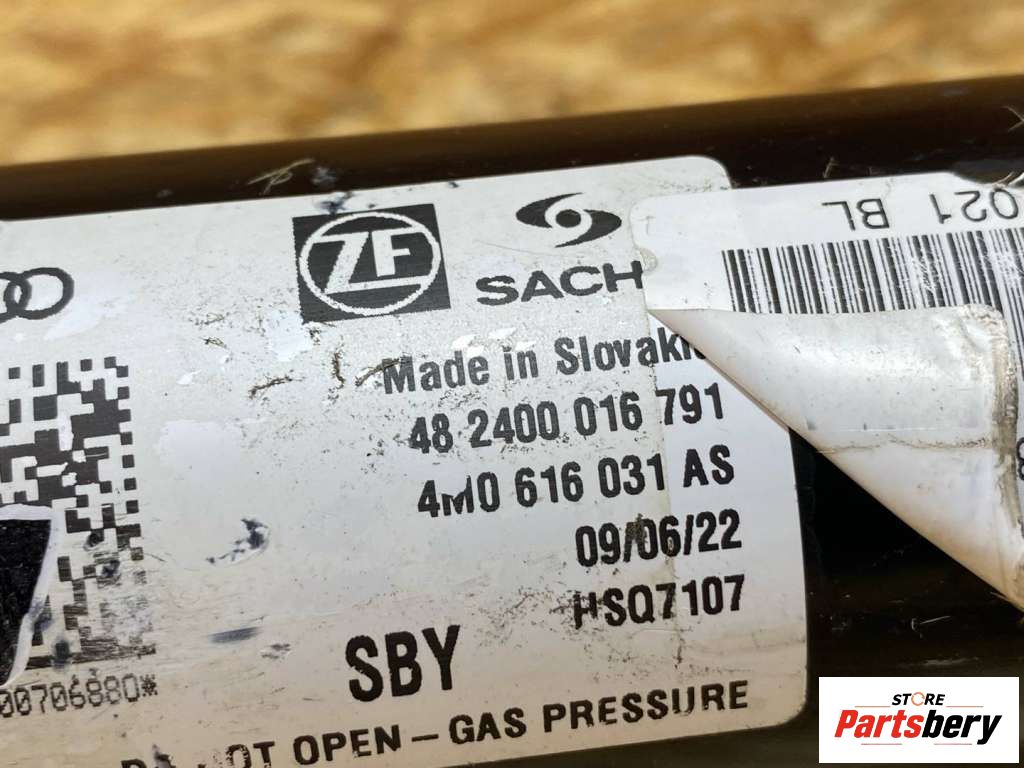 ZF
SACH
021 BL
Made in Slovaki
48 2400 016 791
4M0 616 031 AS
09/06/22
HSQ7107
SBY
00706880*
OT OPEN – GAS PRESSURE
STORE
Partsbery